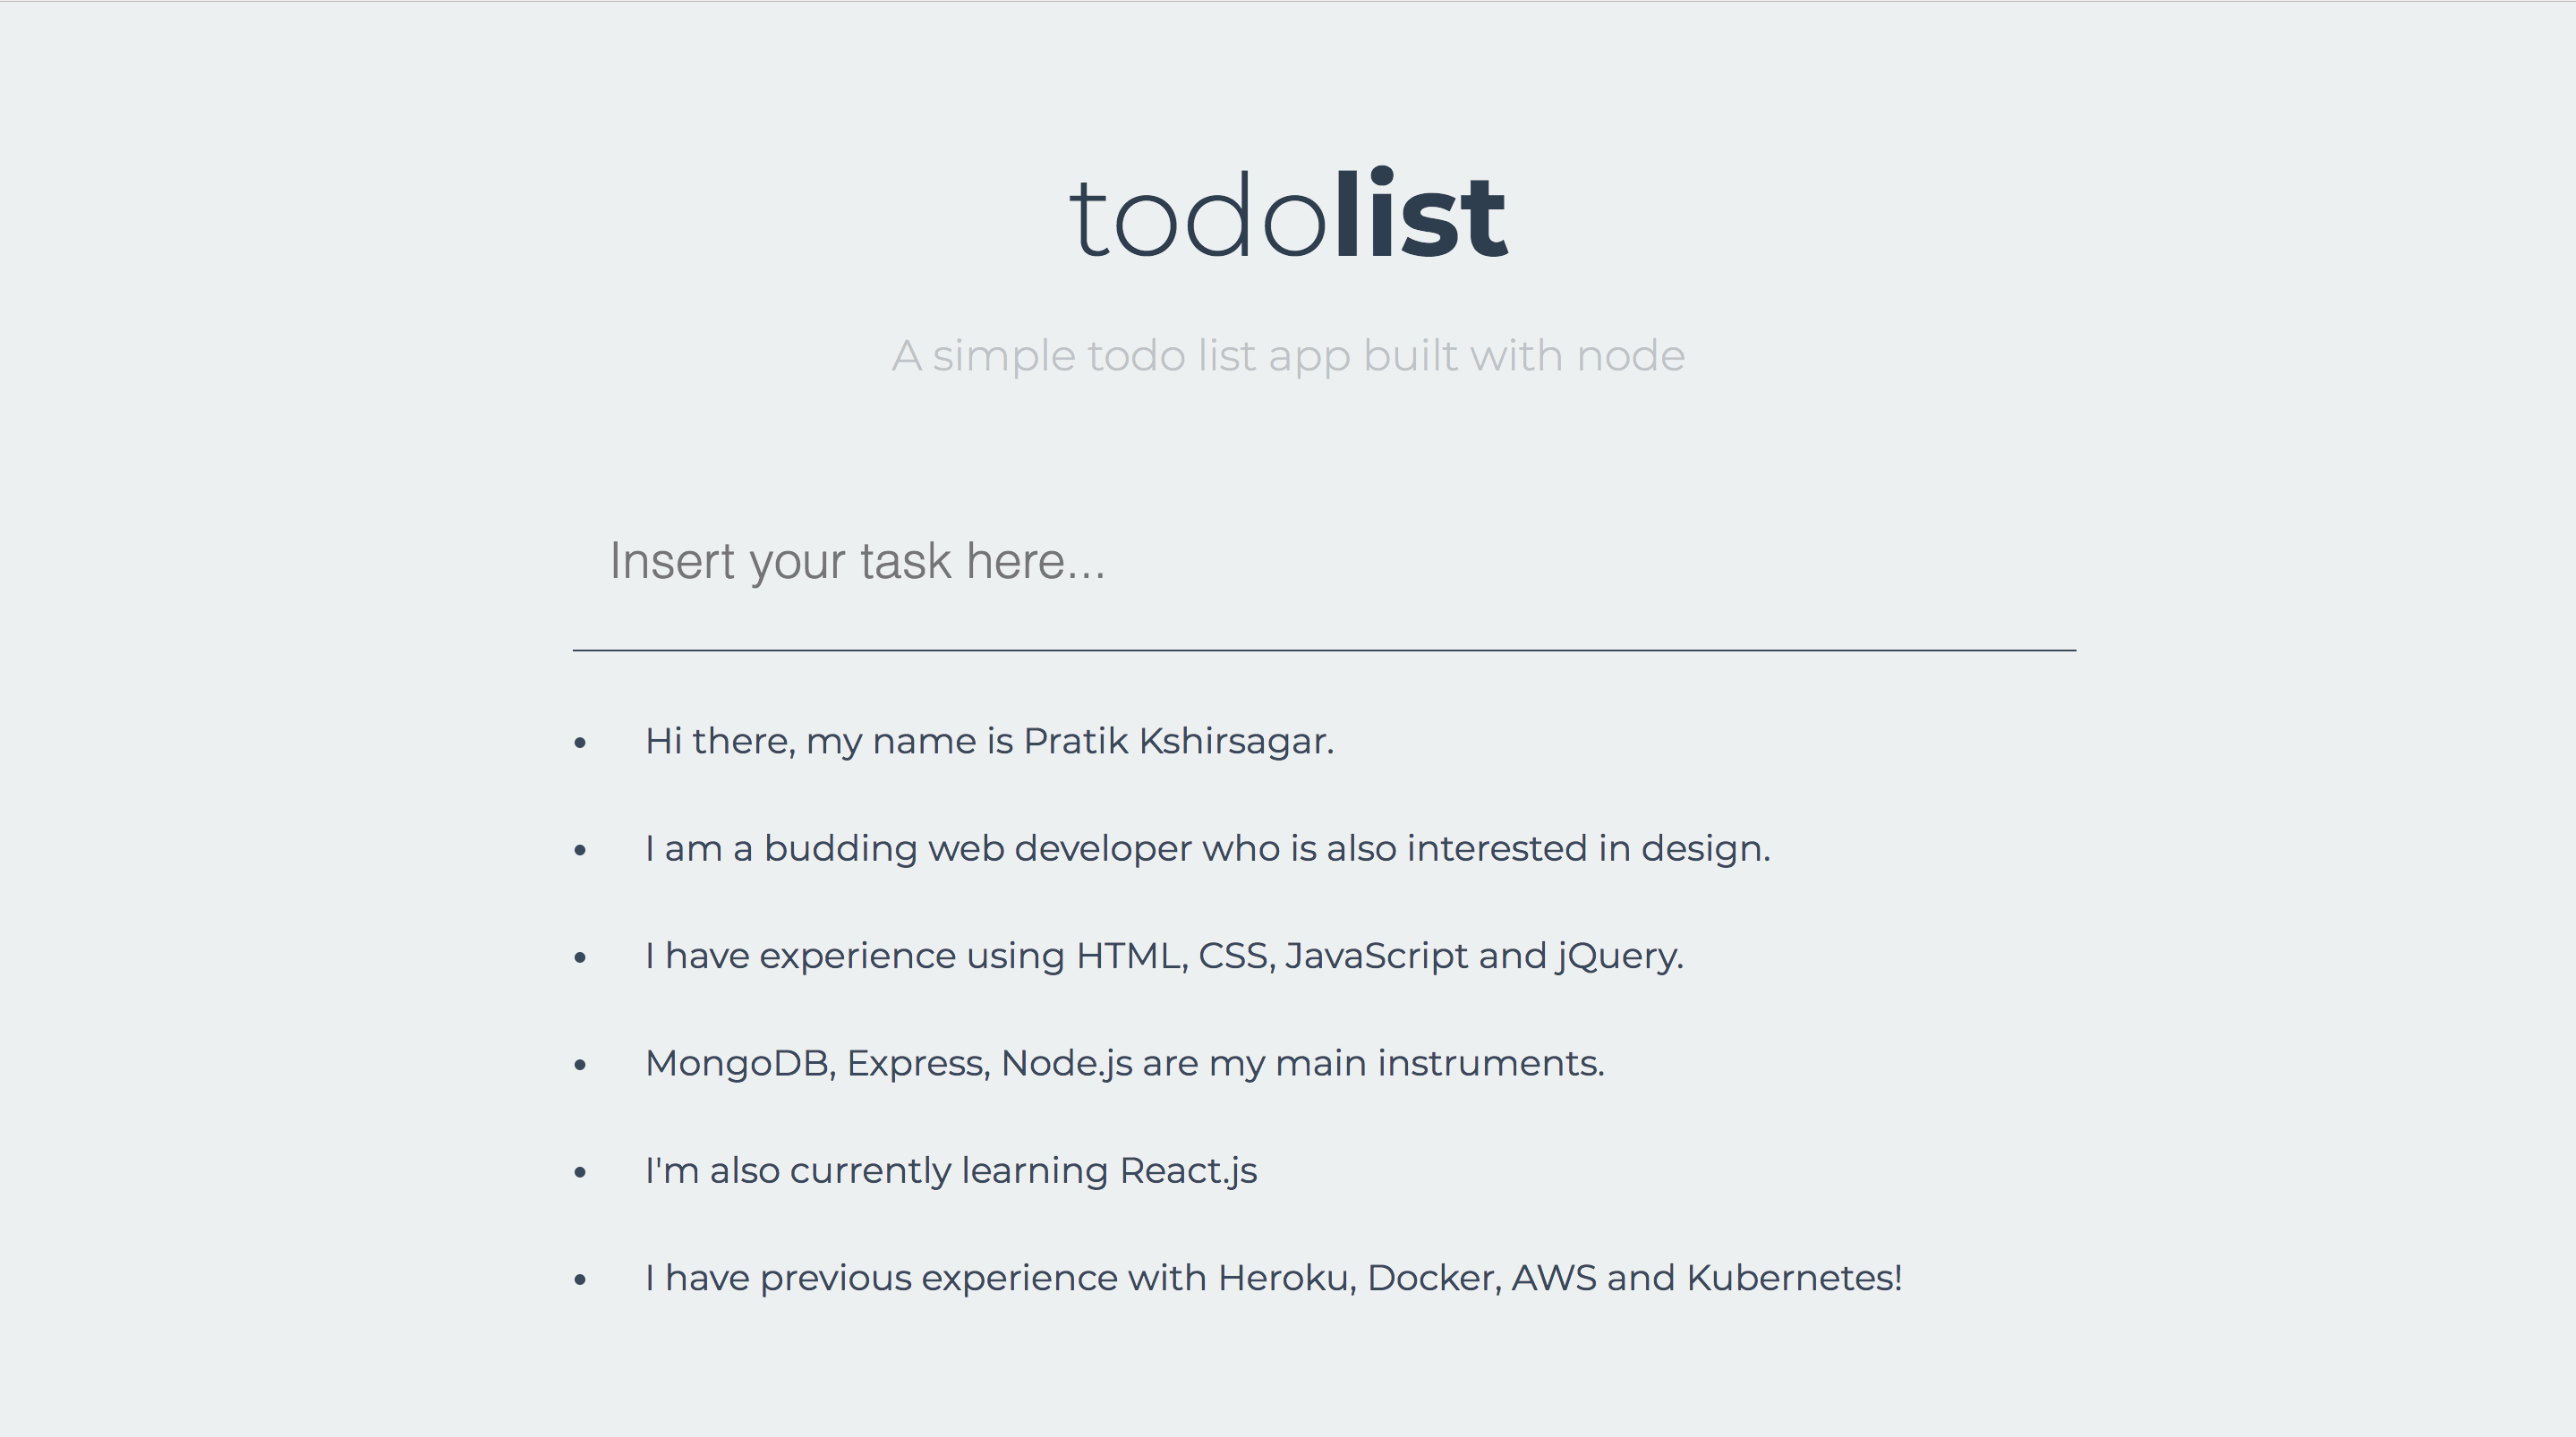 todolist
A simple todo list app built with node
Insert your task here...
• Hi there, my name is Pratik Kshirsagar.
• I am a budding web developer who is also interested in design.
• I have experience using HTML, CSS, JavaScript and jQuery.
• MongoDB, Express, Node.js are my main instruments.
• I'm also currently learning React.js
• I have previous experience with Heroku, Docker, AWS and Kubernetes!